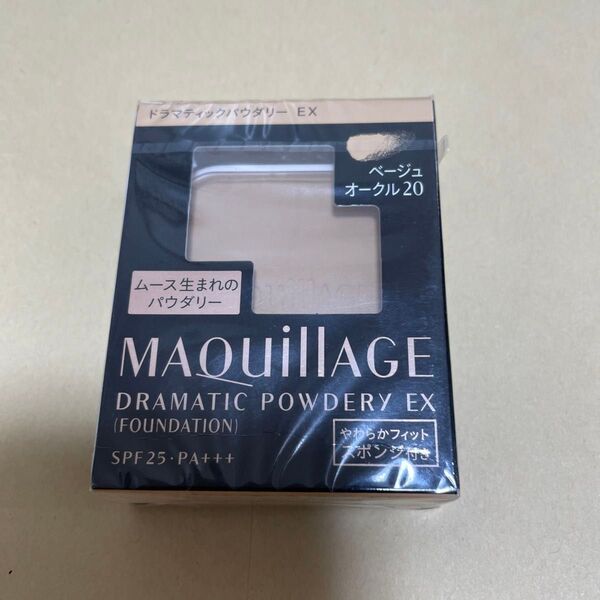 ドラマティックパウダリー EX
ベージュ
オークル20
ムース生まれの
パウダリー
MAQuillAGE
DRAMATIC POWDERY EX
(FOUNDATION)
SPF25・PA+++
やわらかフィット
スポンジ付き